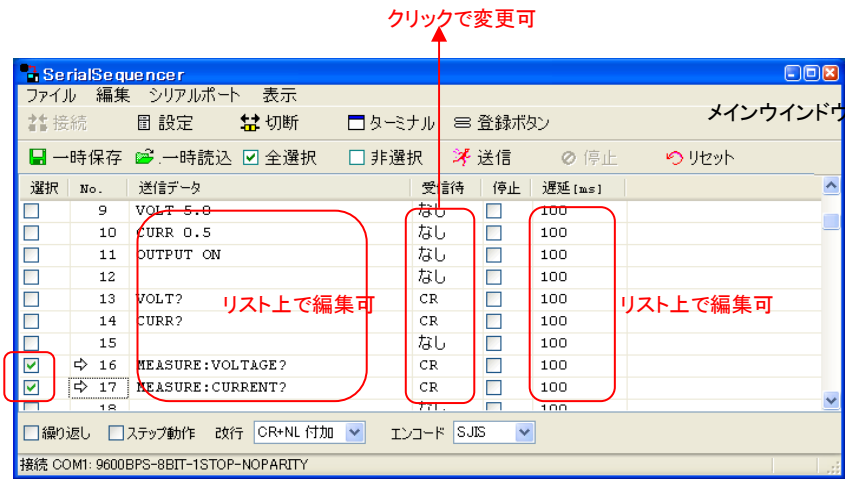 クリックで変更可
SerialSequencer
ファイル 編集 シリアルポート 表示
接続 設定 切断 ターミナル 登録ボタン メインウインドウ
一時保存 一時読込 全選択 非選択 送信 停止 リセット
選択 No. 送信データ 受信待 停止 遅延[ms]
9 VOLT 5.0 なし 100
10 CURR 0.5 なし 100
11 OUTPUT ON なし 100
12 なし 100
13 VOLT? CR 100
リスト上で編集可 リスト上で編集可
14 CURR? CR 100
15 なし 100
16 MEASURE:VOLTAGE? CR 100
17 MEASURE:CURRENT? CR 100
18 なし 100
繰り返し ステップ動作 改行 CR+NL 付加 エンコード SJIS
接続 COM1: 9600BPS-8BIT-1STOP-NOPARITY